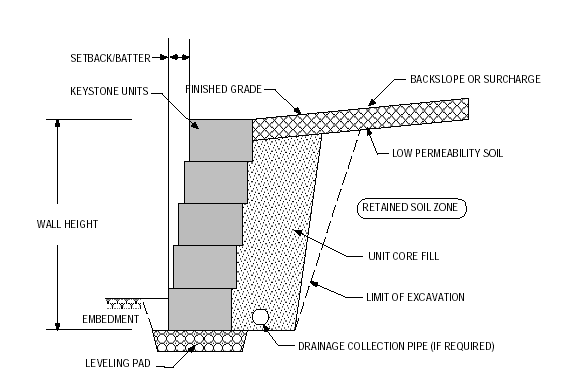 SETBACK/BATTER
BACKSLOPE OR SURCHARGE
KEYSTONE UNITS
FINISHED GRADE
LOW PERMEABILITY SOIL
RETAINED SOIL ZONE
WALL HEIGHT
UNIT CORE FILL
LIMIT OF EXCAVATION
EMBEDMENT
DRAINAGE COLLECTION PIPE (IF REQUIRED)
LEVELING PAD